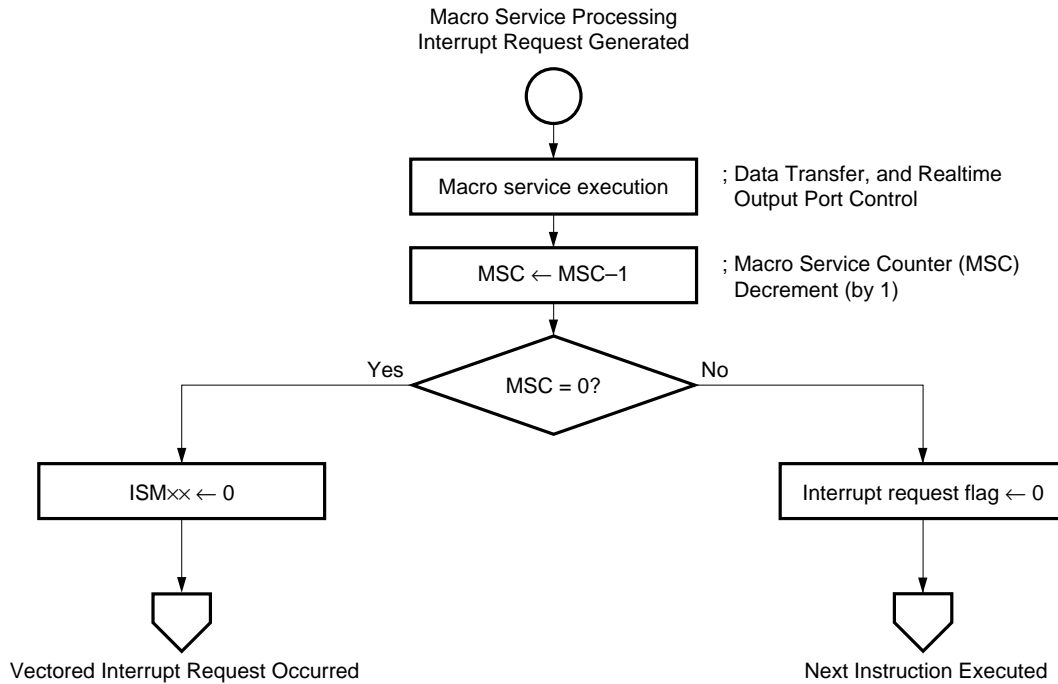 Macro Service Processing
Interrupt Request Generated
Macro service execution
; Data Transfer, and Realtime
Output Port Control
MSC ← MSC–1
; Macro Service Counter (MSC)
Decrement (by 1)
Yes
MSC = 0?
No
ISM×× ← 0
Interrupt request flag ← 0
Vectored Interrupt Request Occurred
Next Instruction Executed